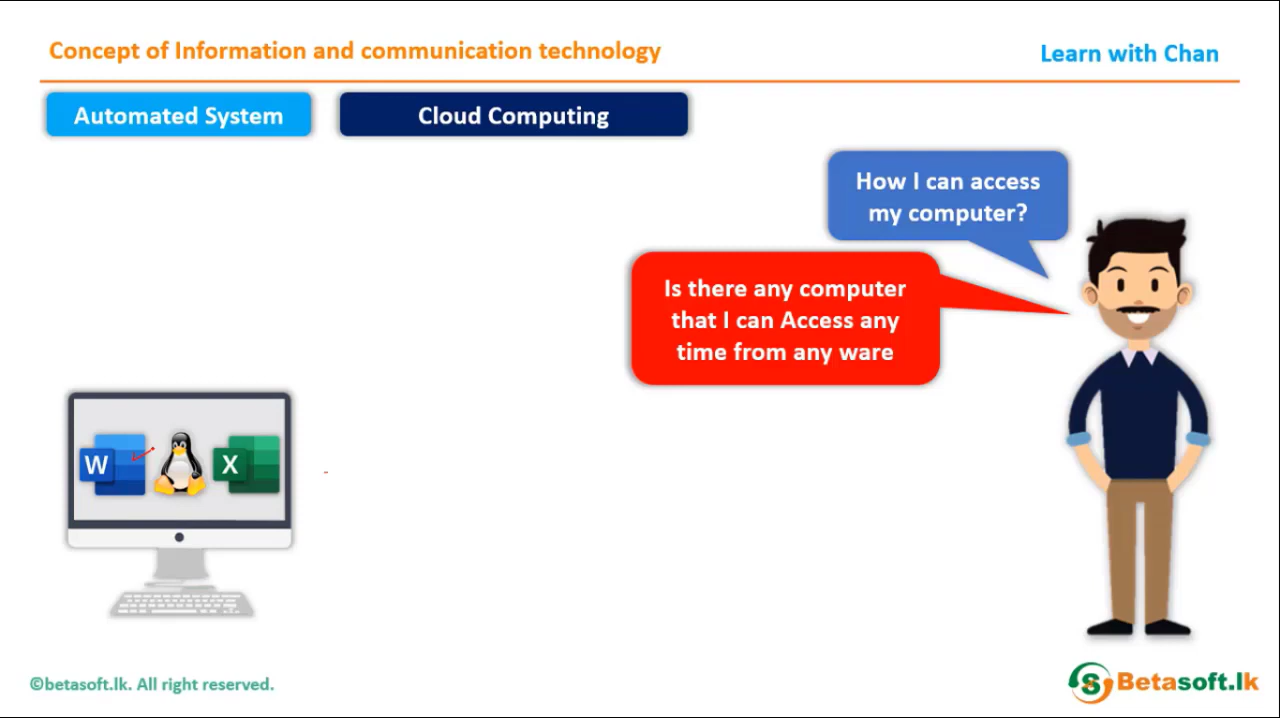 Concept of Information and communication technology
Learn with Chan
Automated System
Cloud Computing
How I can access
my computer?
Is there any computer
that I can Access any
time from any ware
W
X
©betasoft.lk. All right reserved.
S
Betasoft.lk